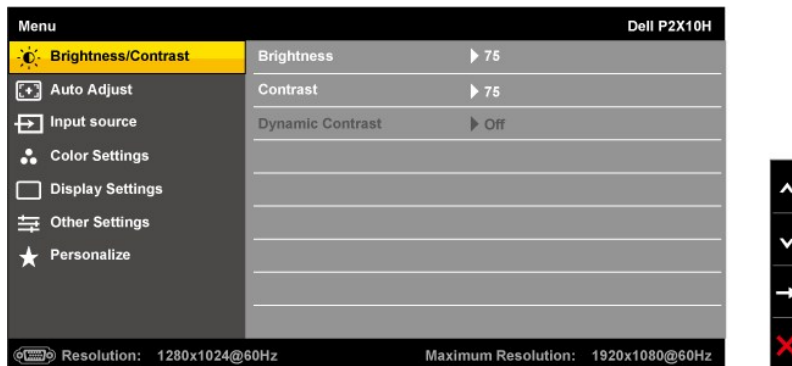 Menu Dell P2X10H
Brightness/Contrast Brightness 75
Auto Adjust Contrast 75
Input source Dynamic Contrast Off
Color Settings
Display Settings
Other Settings
Personalize
Resolution: 1280x1024@60Hz Maximum Resolution: 1920x1080@60Hz